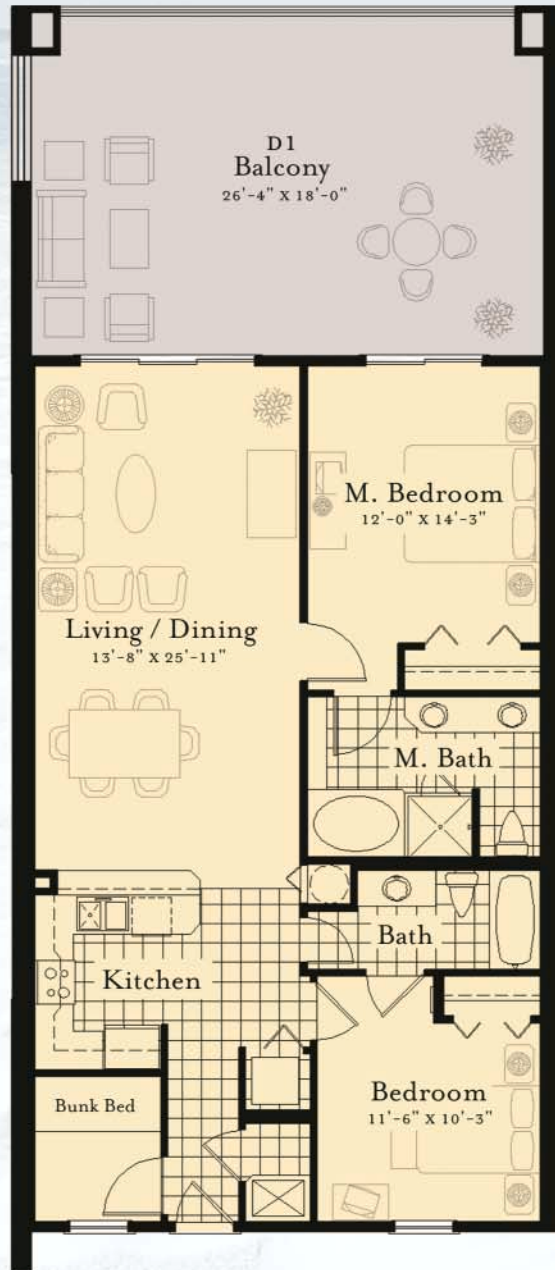 D1
Balcony
26'-4" X 18'-0"
M. Bedroom
12'-0" X 14'-3"
Living / Dining
13'-8" X 25'-11"
M. Bath
Bath
Kitchen
Bedroom
11'-6" X 10'-3"
Bunk Bed